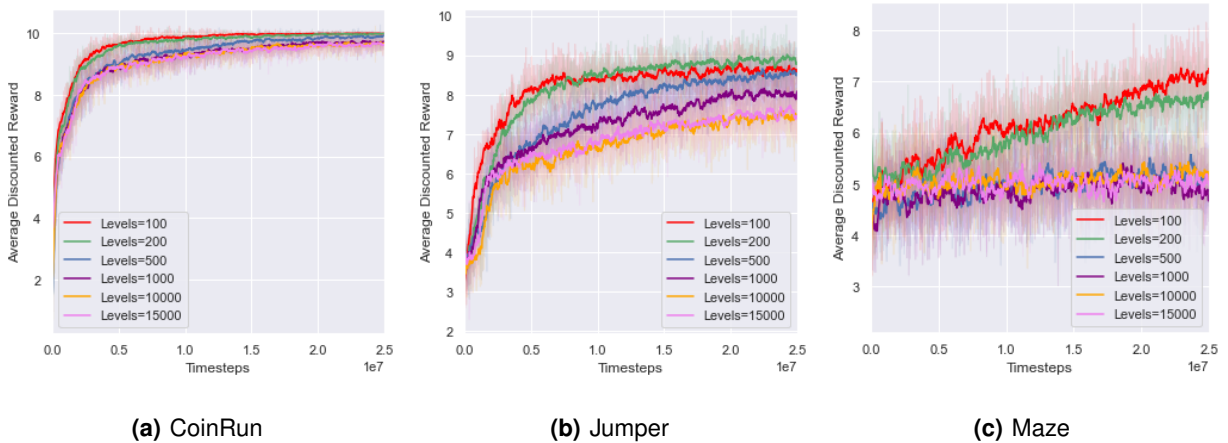 10
8
6
4
2
Average Discounted Reward
Levels=100
Levels=200
Levels=500
Levels=1000
Levels=10000
Levels=15000
0.0 0.5 1.0 1.5 2.0 2.5
Timesteps
1e7
(a) CoinRun
10
9
8
7
6
5
4
3
2
Average Discounted Reward
Levels=100
Levels=200
Levels=500
Levels=1000
Levels=10000
Levels=15000
0.0 0.5 1.0 1.5 2.0 2.5
Timesteps
1e7
(b) Jumper
8
7
6
5
4
3
Average Discounted Reward
Levels=100
Levels=200
Levels=500
Levels=1000
Levels=10000
Levels=15000
0.0 0.5 1.0 1.5 2.0 2.5
Timesteps
1e7
(c) Maze